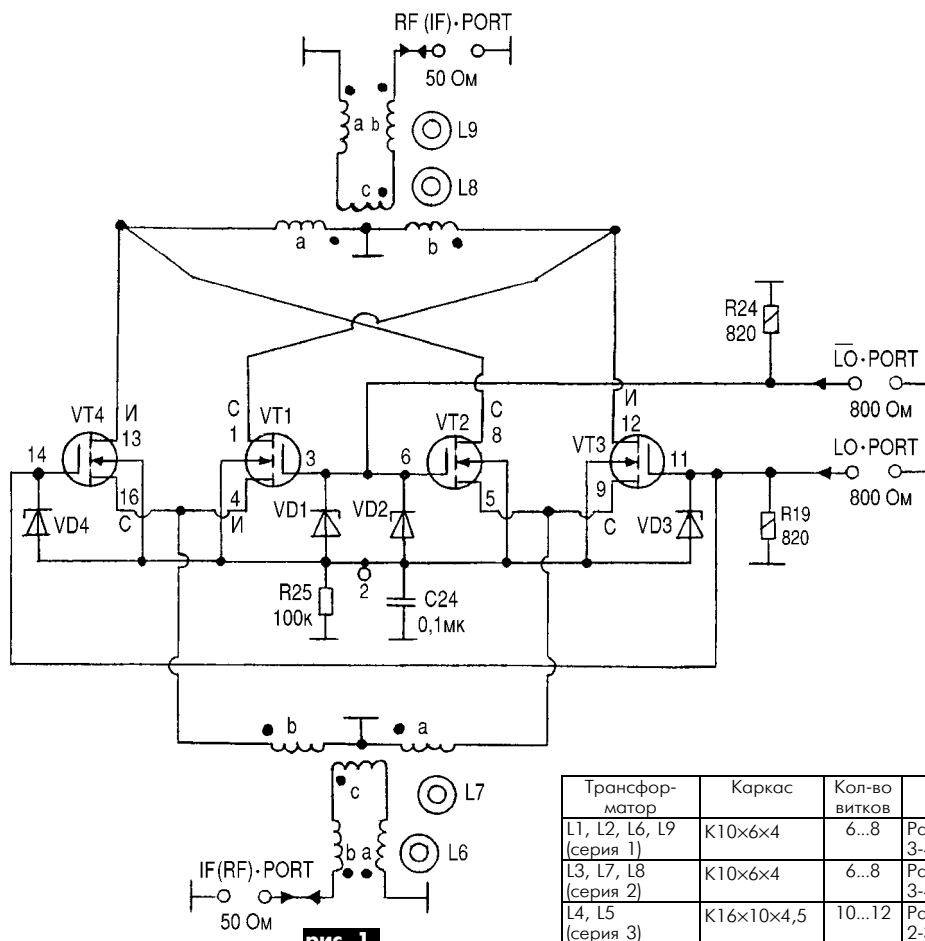 RF (IF)·PORT
50 Ом
a
b
L9
c
L8
a
b
R24
820
L̅O̅·PORT
800 Ом
VT4
И
13
14
16
С
VD4
С
1
VT1
3
4
И
VD1
6
VD2
VT2
С
8
5
И
12
VT3
11
9
С
VD3
LO·PORT
800 Ом
R19
820
R25
100к
2
C24
0,1мк
b
a
c
L7
b
a
L6
IF(RF)·PORT
50 Ом
рис. 1
Трансфор-
матор
Каркас
Кол-во
витков
L1, L2, L6, L9
(серия 1)
К10×6×4
6...8
L3, L7, L8
(серия 2)
К10×6×4
6...8
L4, L5
(серия 3)
К16×10×4,5
10...12